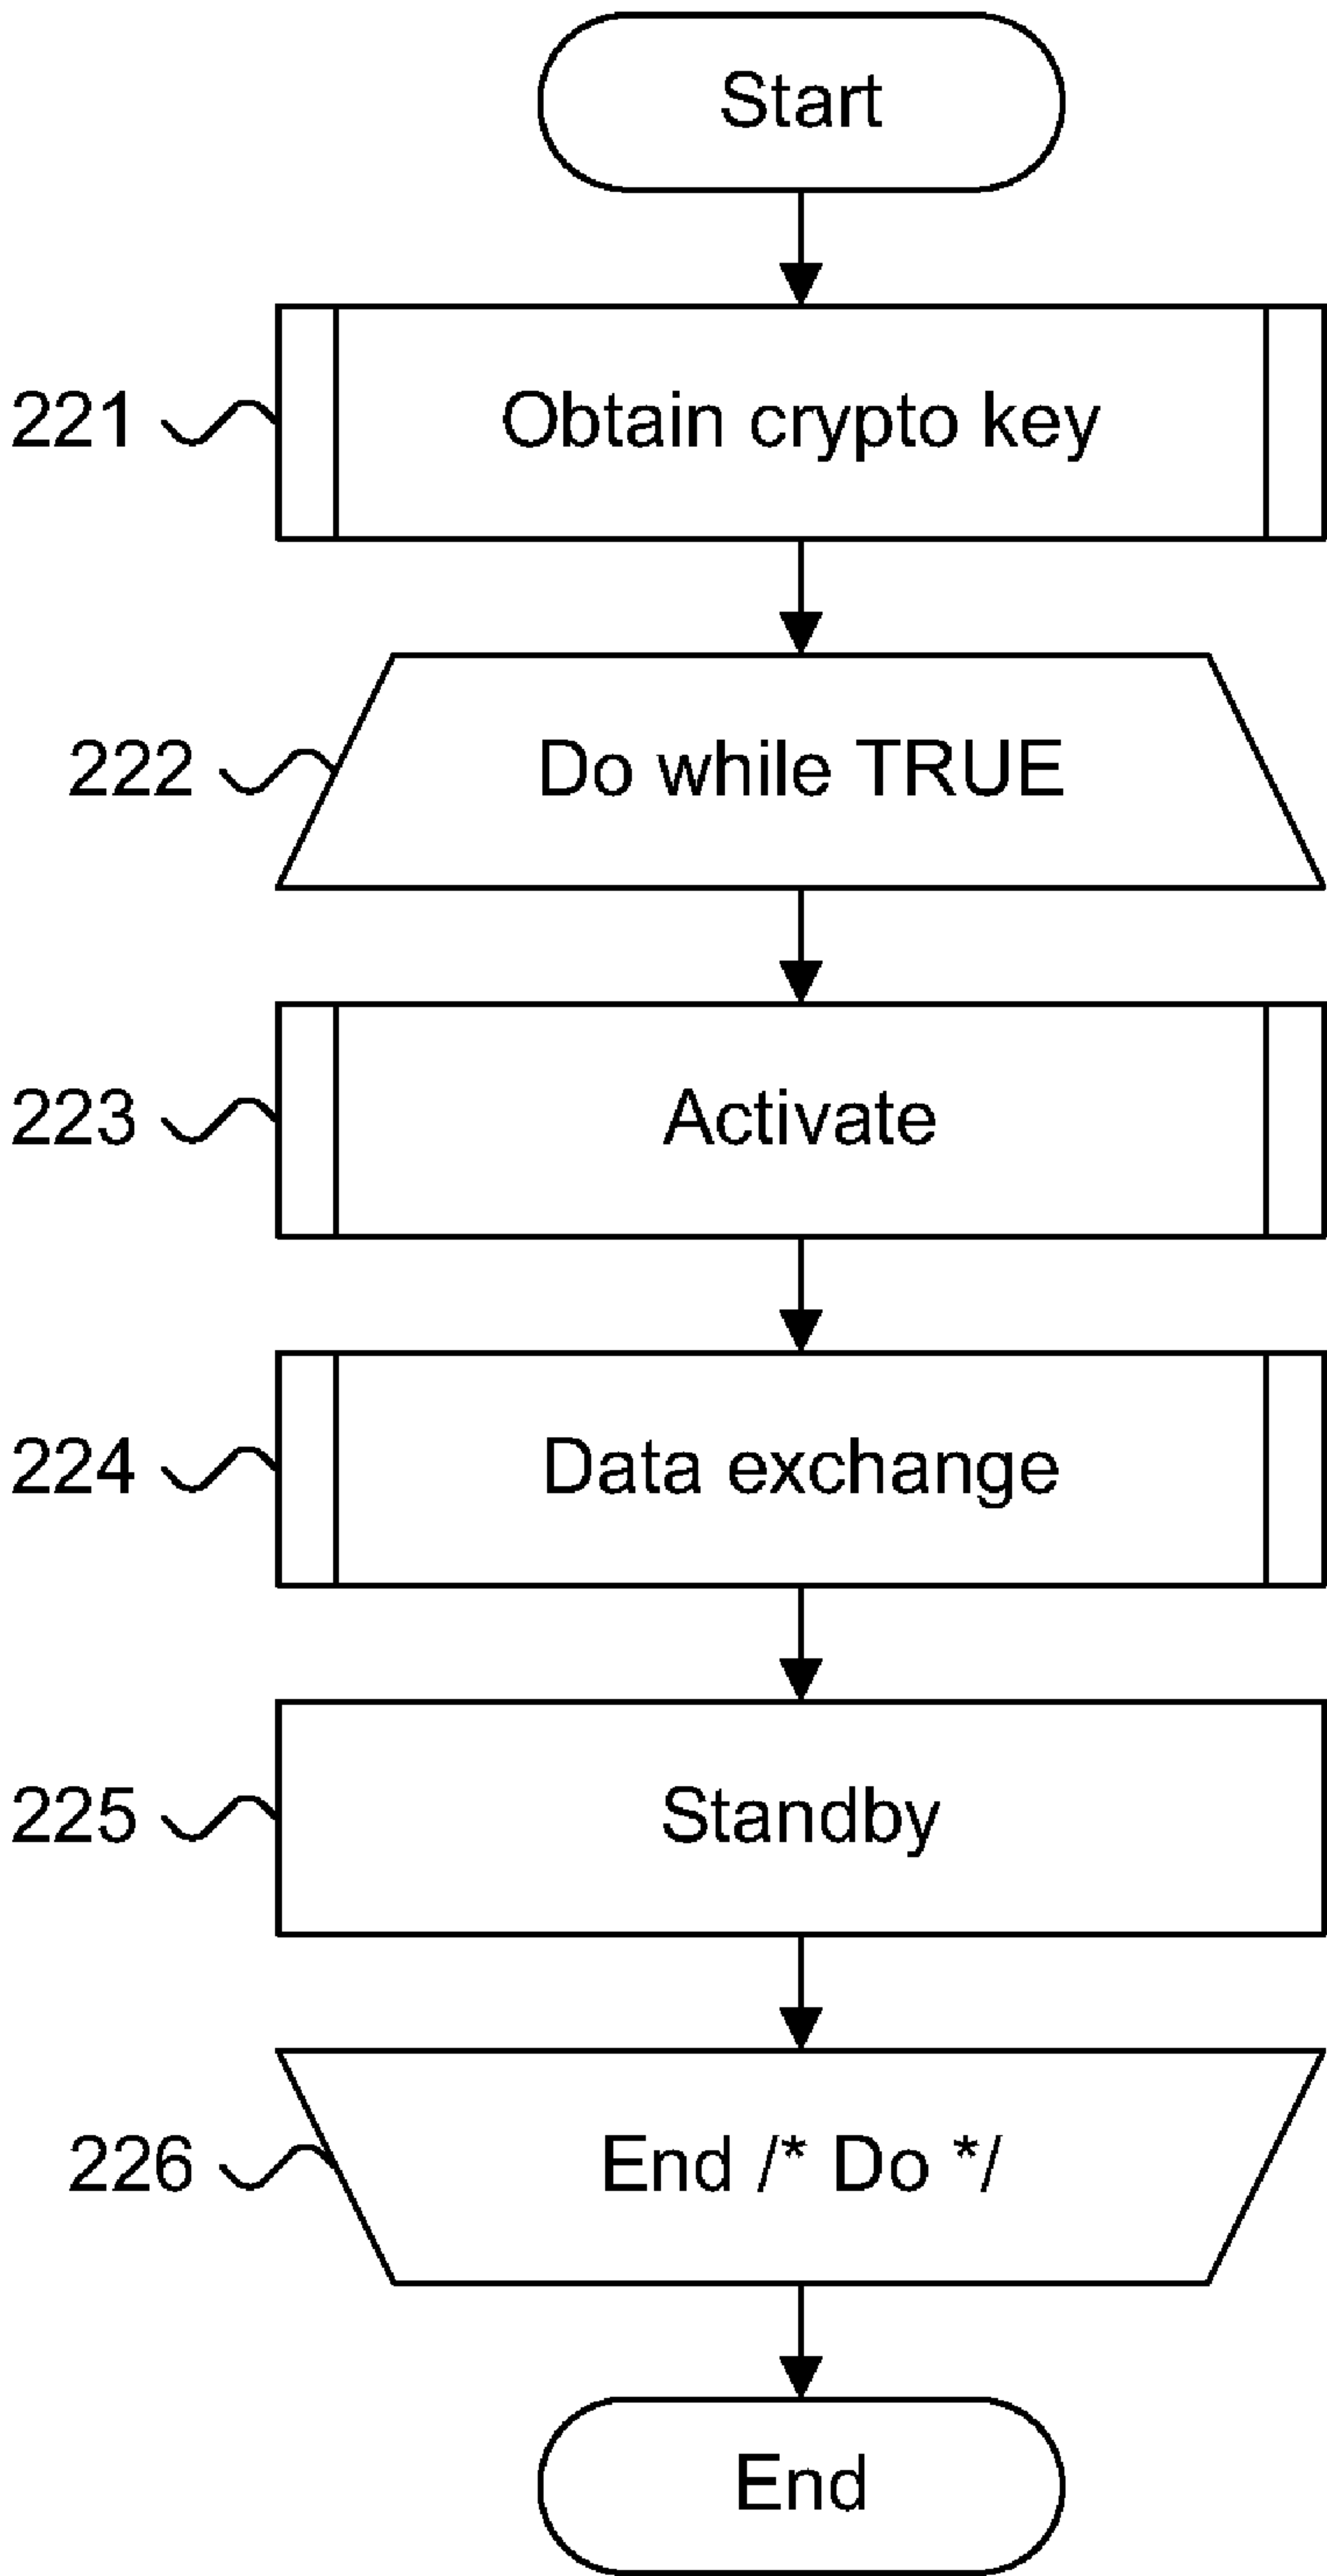 Start
221 Obtain crypto key
222 Do while TRUE
223 Activate
224 Data exchange
225 Standby
226 End /* Do */
End